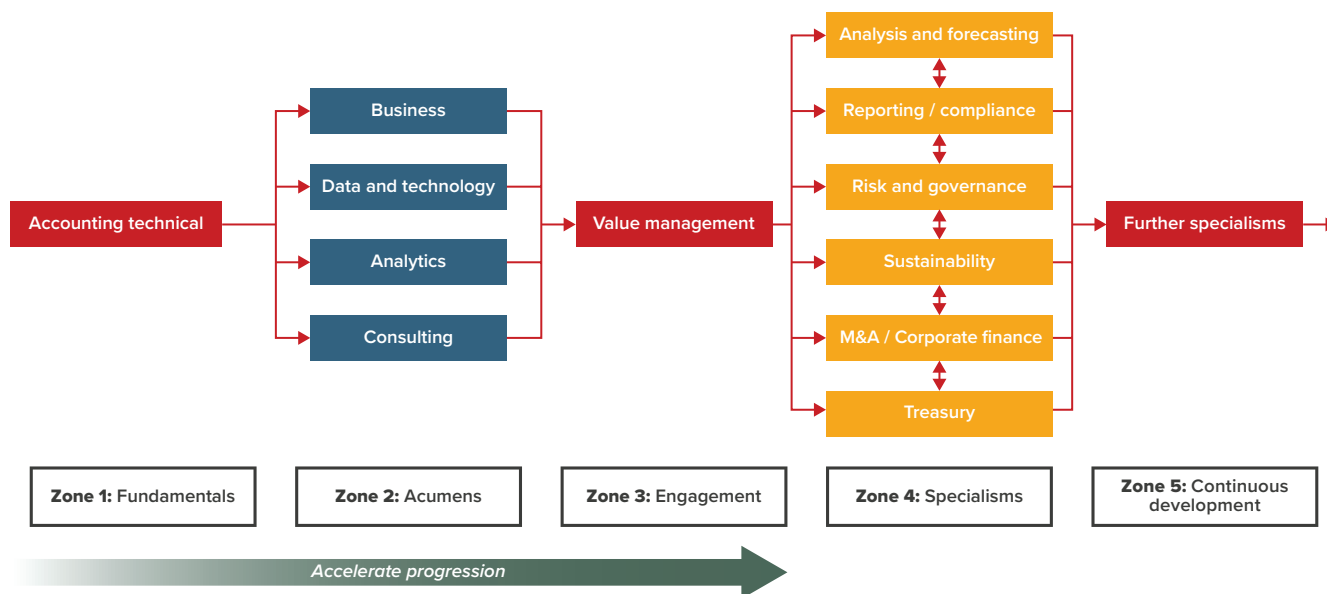 Accounting technical
Business
Data and technology
Analytics
Consulting
Value management
Analysis and forecasting
Reporting / compliance
Risk and governance
Sustainability
M&A / Corporate finance
Treasury
Further specialisms
Zone 1: Fundamentals
Zone 2: Acumens
Zone 3: Engagement
Zone 4: Specialisms
Zone 5: Continuous
development
Accelerate progression